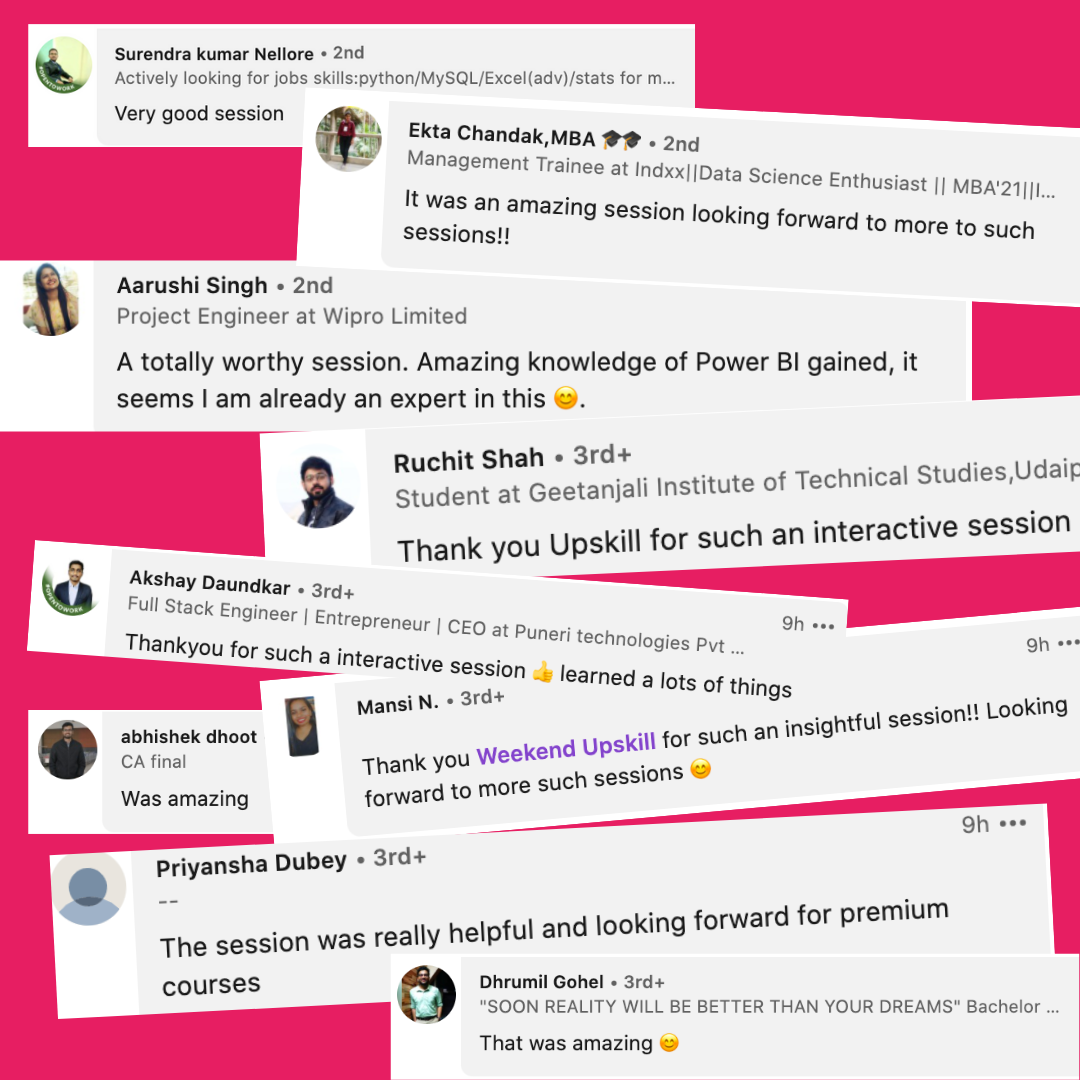 Surendra kumar Nellore • 2nd
Actively looking for jobs skills:python/MySQL/Excel(adv)/stats for m...
Very good session
Ekta Chandak,MBA 🎓🎓 • 2nd
Management Trainee at Indxx||Data Science Enthusiast || MBA'21||I...
It was an amazing session looking forward to more to such
sessions!!
Aarushi Singh • 2nd
Project Engineer at Wipro Limited
A totally worthy session. Amazing knowledge of Power BI gained, it
seems I am already an expert in this 😊.
Ruchit Shah • 3rd+
Student at Geetanjali Institute of Technical Studies,Udaip
Thank you Upskill for such an interactive session
#OPENTOWORK
Akshay Daundkar • 3rd+
Full Stack Engineer | Entrepreneur | CEO at Puneri technologies Pvt ...
9h •••
Thankyou for such a interactive session 👍 learned a lots of things
9h •••
Mansi N. • 3rd+
Thank you Weekend Upskill for such an insightful session!! Looking
forward to more such sessions 😊
abhishek dhoot
CA final
Was amazing
9h •••
Priyansha Dubey • 3rd+
--
The session was really helpful and looking forward for premium
courses
Dhrumil Gohel • 3rd+
"SOON REALITY WILL BE BETTER THAN YOUR DREAMS" Bachelor ...
That was amazing 😊